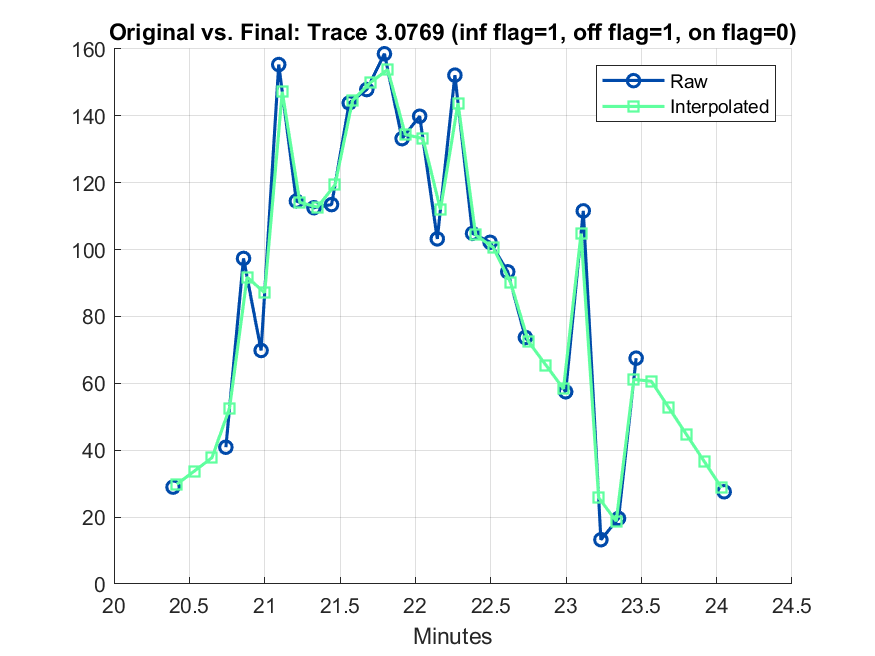 Original vs. Final: Trace 3.0769 (inf flag=1, off flag=1, on flag=0)
160
140
120
100
80
60
40
20
0
Raw
Interpolated
20 20.5 21 21.5 22 22.5 23 23.5 24 24.5
Minutes